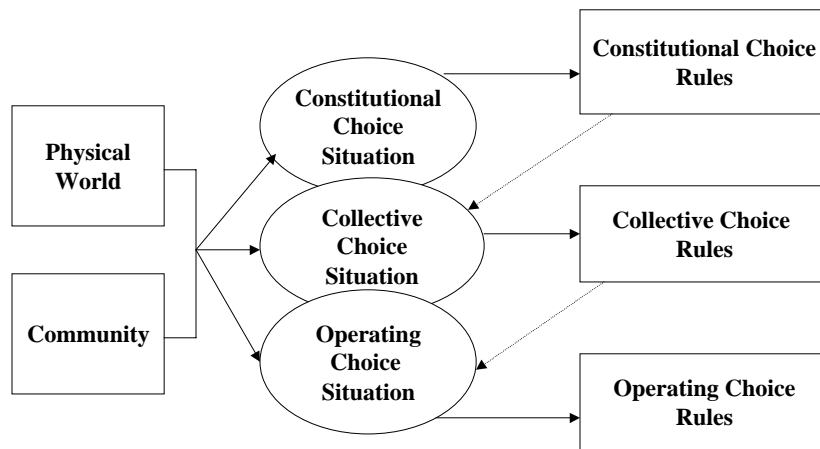 Physical
World
Community
Constitutional
Choice
Situation
Collective
Choice
Situation
Operating
Choice
Situation
Constitutional Choice
Rules
Collective Choice
Rules
Operating Choice
Rules